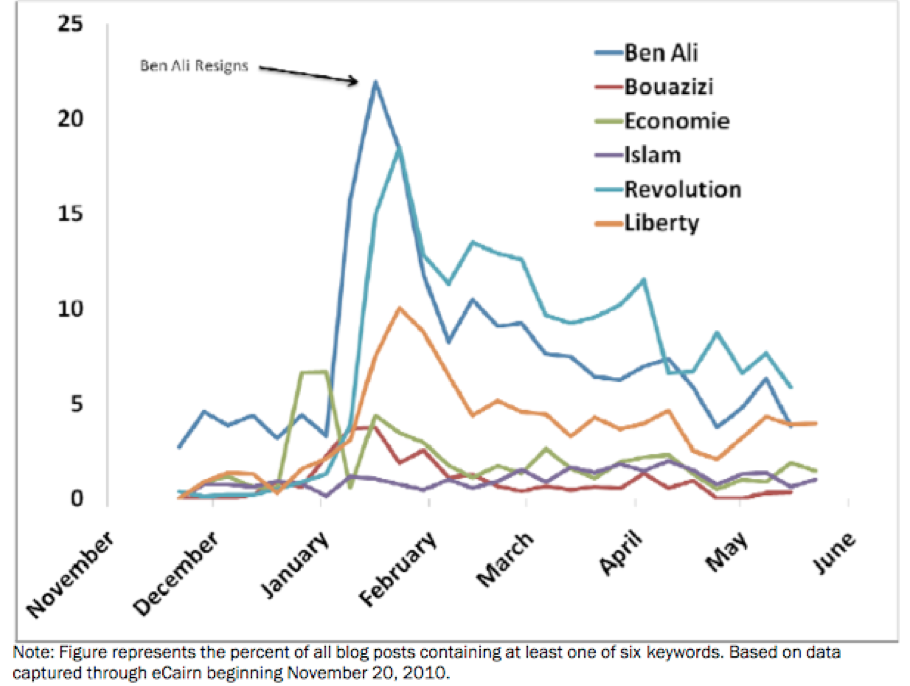 25
20
15
10
5
0
Ben Ali Resigns
Ben Ali
Bouazizi
Economie
Islam
Revolution
Liberty
November
December
January
February
March
April
May
June
Note: Figure represents the percent of all blog posts containing at least one of six keywords. Based on data
captured through eCairn beginning November 20, 2010.